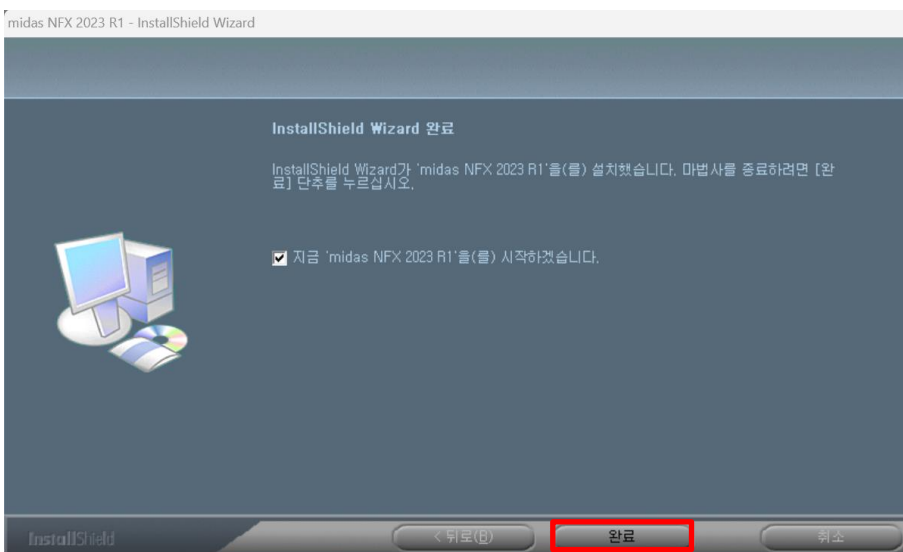 midas NFX 2023 R1 - InstallShield Wizard
InstallShield Wizard 완료
InstallShield Wizard가 'midas NFX 2023 R1'을(를) 설치했습니다. 마법사를 종료하려면 [완
료] 단추를 누르십시오.
지금 'midas NFX 2023 R1'을(를) 시작하겠습니다.
InstallShield
< 뒤로(B)
완료
취소